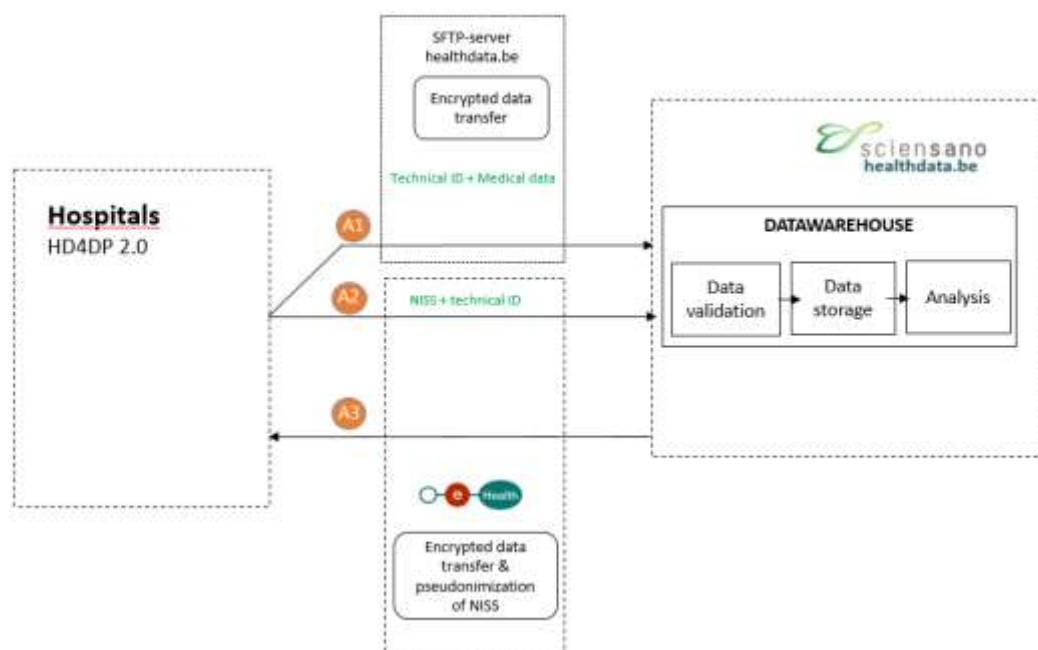 SFTP-server
healthdata.be
Encrypted data
transfer
Technical ID + Medical data
Hospitals
HD4DP 2.0
A1
A2
NISS + technical ID
A3
e
Health
Encrypted data
transfer &
pseudonimization
of NISS
sciensano
healthdata.be
DATAWAREHOUSE
Data
validation
Data
storage
Analysis